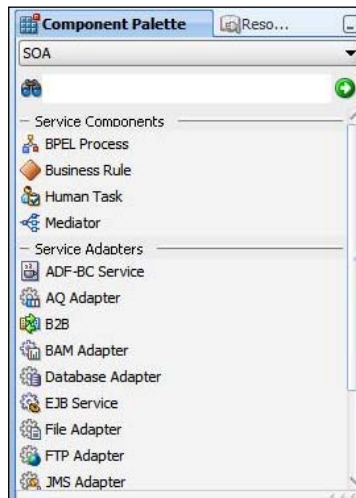 Component Palette Reso...
SOA
Service Components
BPEL Process
Business Rule
Human Task
Mediator
Service Adapters
ADF-BC Service
AQ Adapter
B2B
BAM Adapter
Database Adapter
EJB Service
File Adapter
FTP Adapter
JMS Adapter